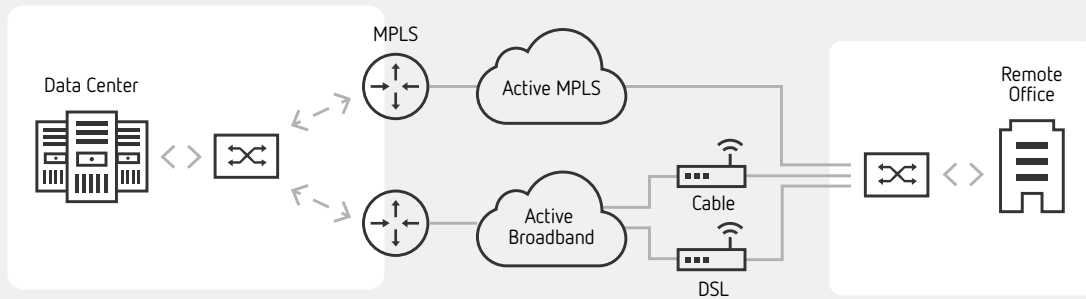 Data Center
MPLS
Active MPLS
Active
Broadband
Cable
DSL
Remote
Office